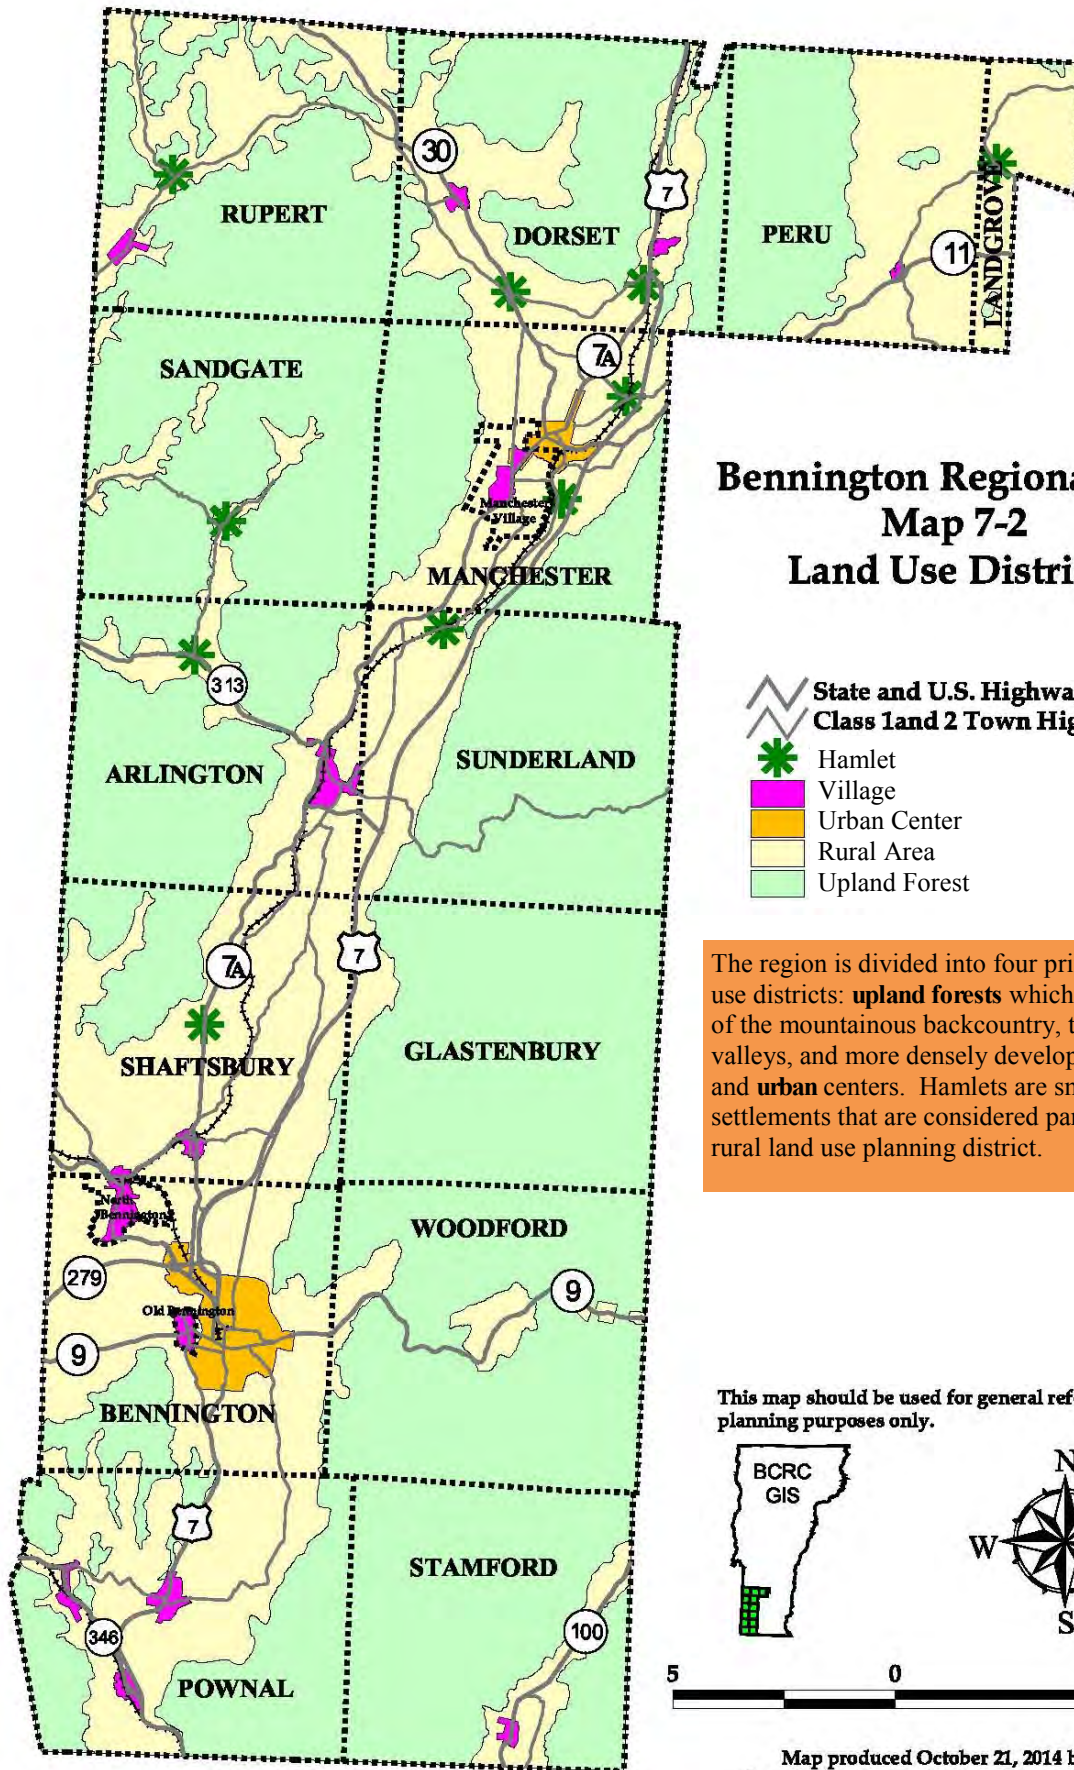 30
7
RUPERT
DORSET
PERU
LANDGROVE
11
7A
SANDGATE
Bennington Regiona
Map 7-2
Land Use Distri
Manchester
Village
MANCHESTER
313
State and U.S. Highwa
Class 1and 2 Town Hig
Hamlet
Village
Urban Center
Rural Area
Upland Forest
ARLINGTON
SUNDERLAND
7
7A
The region is divided into four pri
use districts: upland forests which
of the mountainous backcountry, t
valleys, and more densely develop
and urban centers. Hamlets are sm
settlements that are considered par
rural land use planning district.
GLASTENBURY
SHAFTSBURY
North
Bennington
WOODFORD
279
9
Old Bennington
9
BENNINGTON
This map should be used for general refe
planning purposes only.
BCRC
GIS
N
W
S
7
STAMFORD
346
100
POWNAL
5
0
Map produced October 21, 2014 b